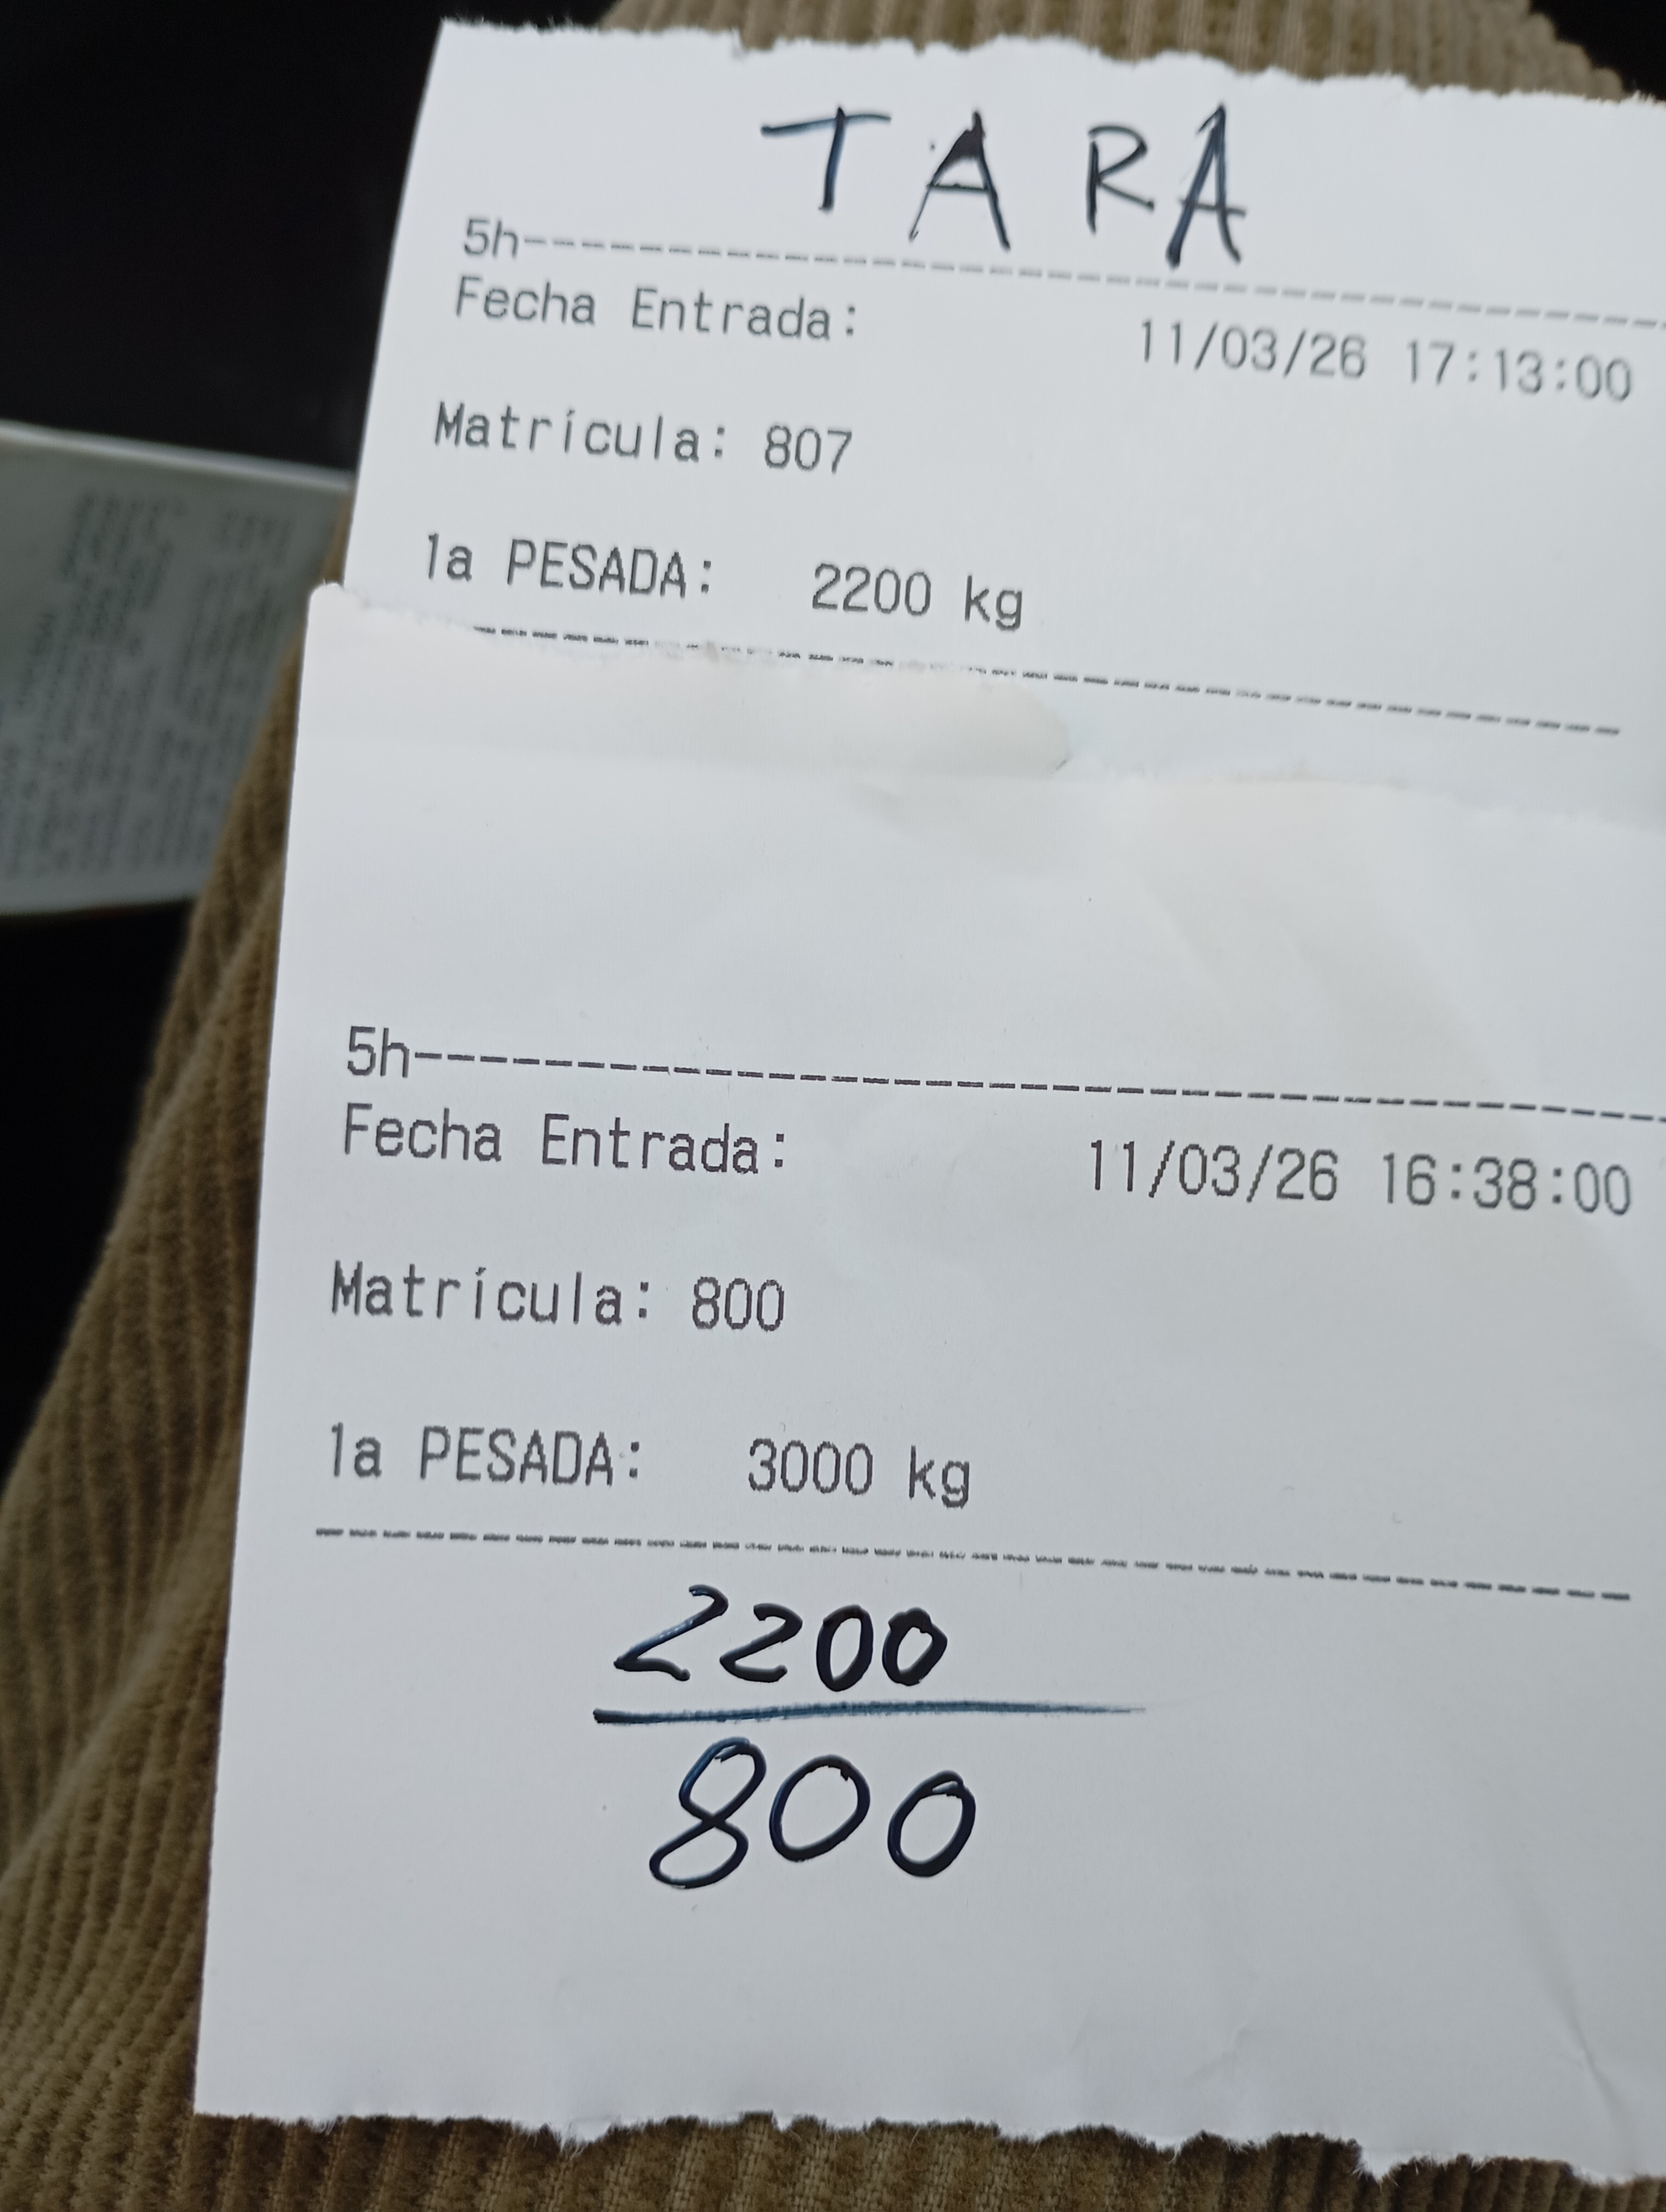 TARA
5h------------------------------------
Fecha Entrada: 11/03/26 17:13:00
Matrícula: 807
1a PESADA: 2200 kg
5h------------------------------------
Fecha Entrada: 11/03/26 16:38:00
Matrícula: 800
1a PESADA: 3000 kg
2200
800